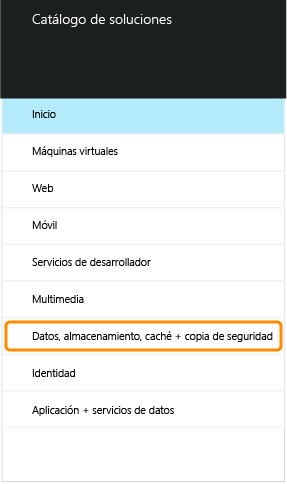 Catálogo de soluciones
Inicio
Máquinas virtuales
Web
Móvil
Servicios de desarrollador
Multimedia
Datos, almacenamiento, caché + copia de seguridad
Identidad
Aplicación + servicios de datos